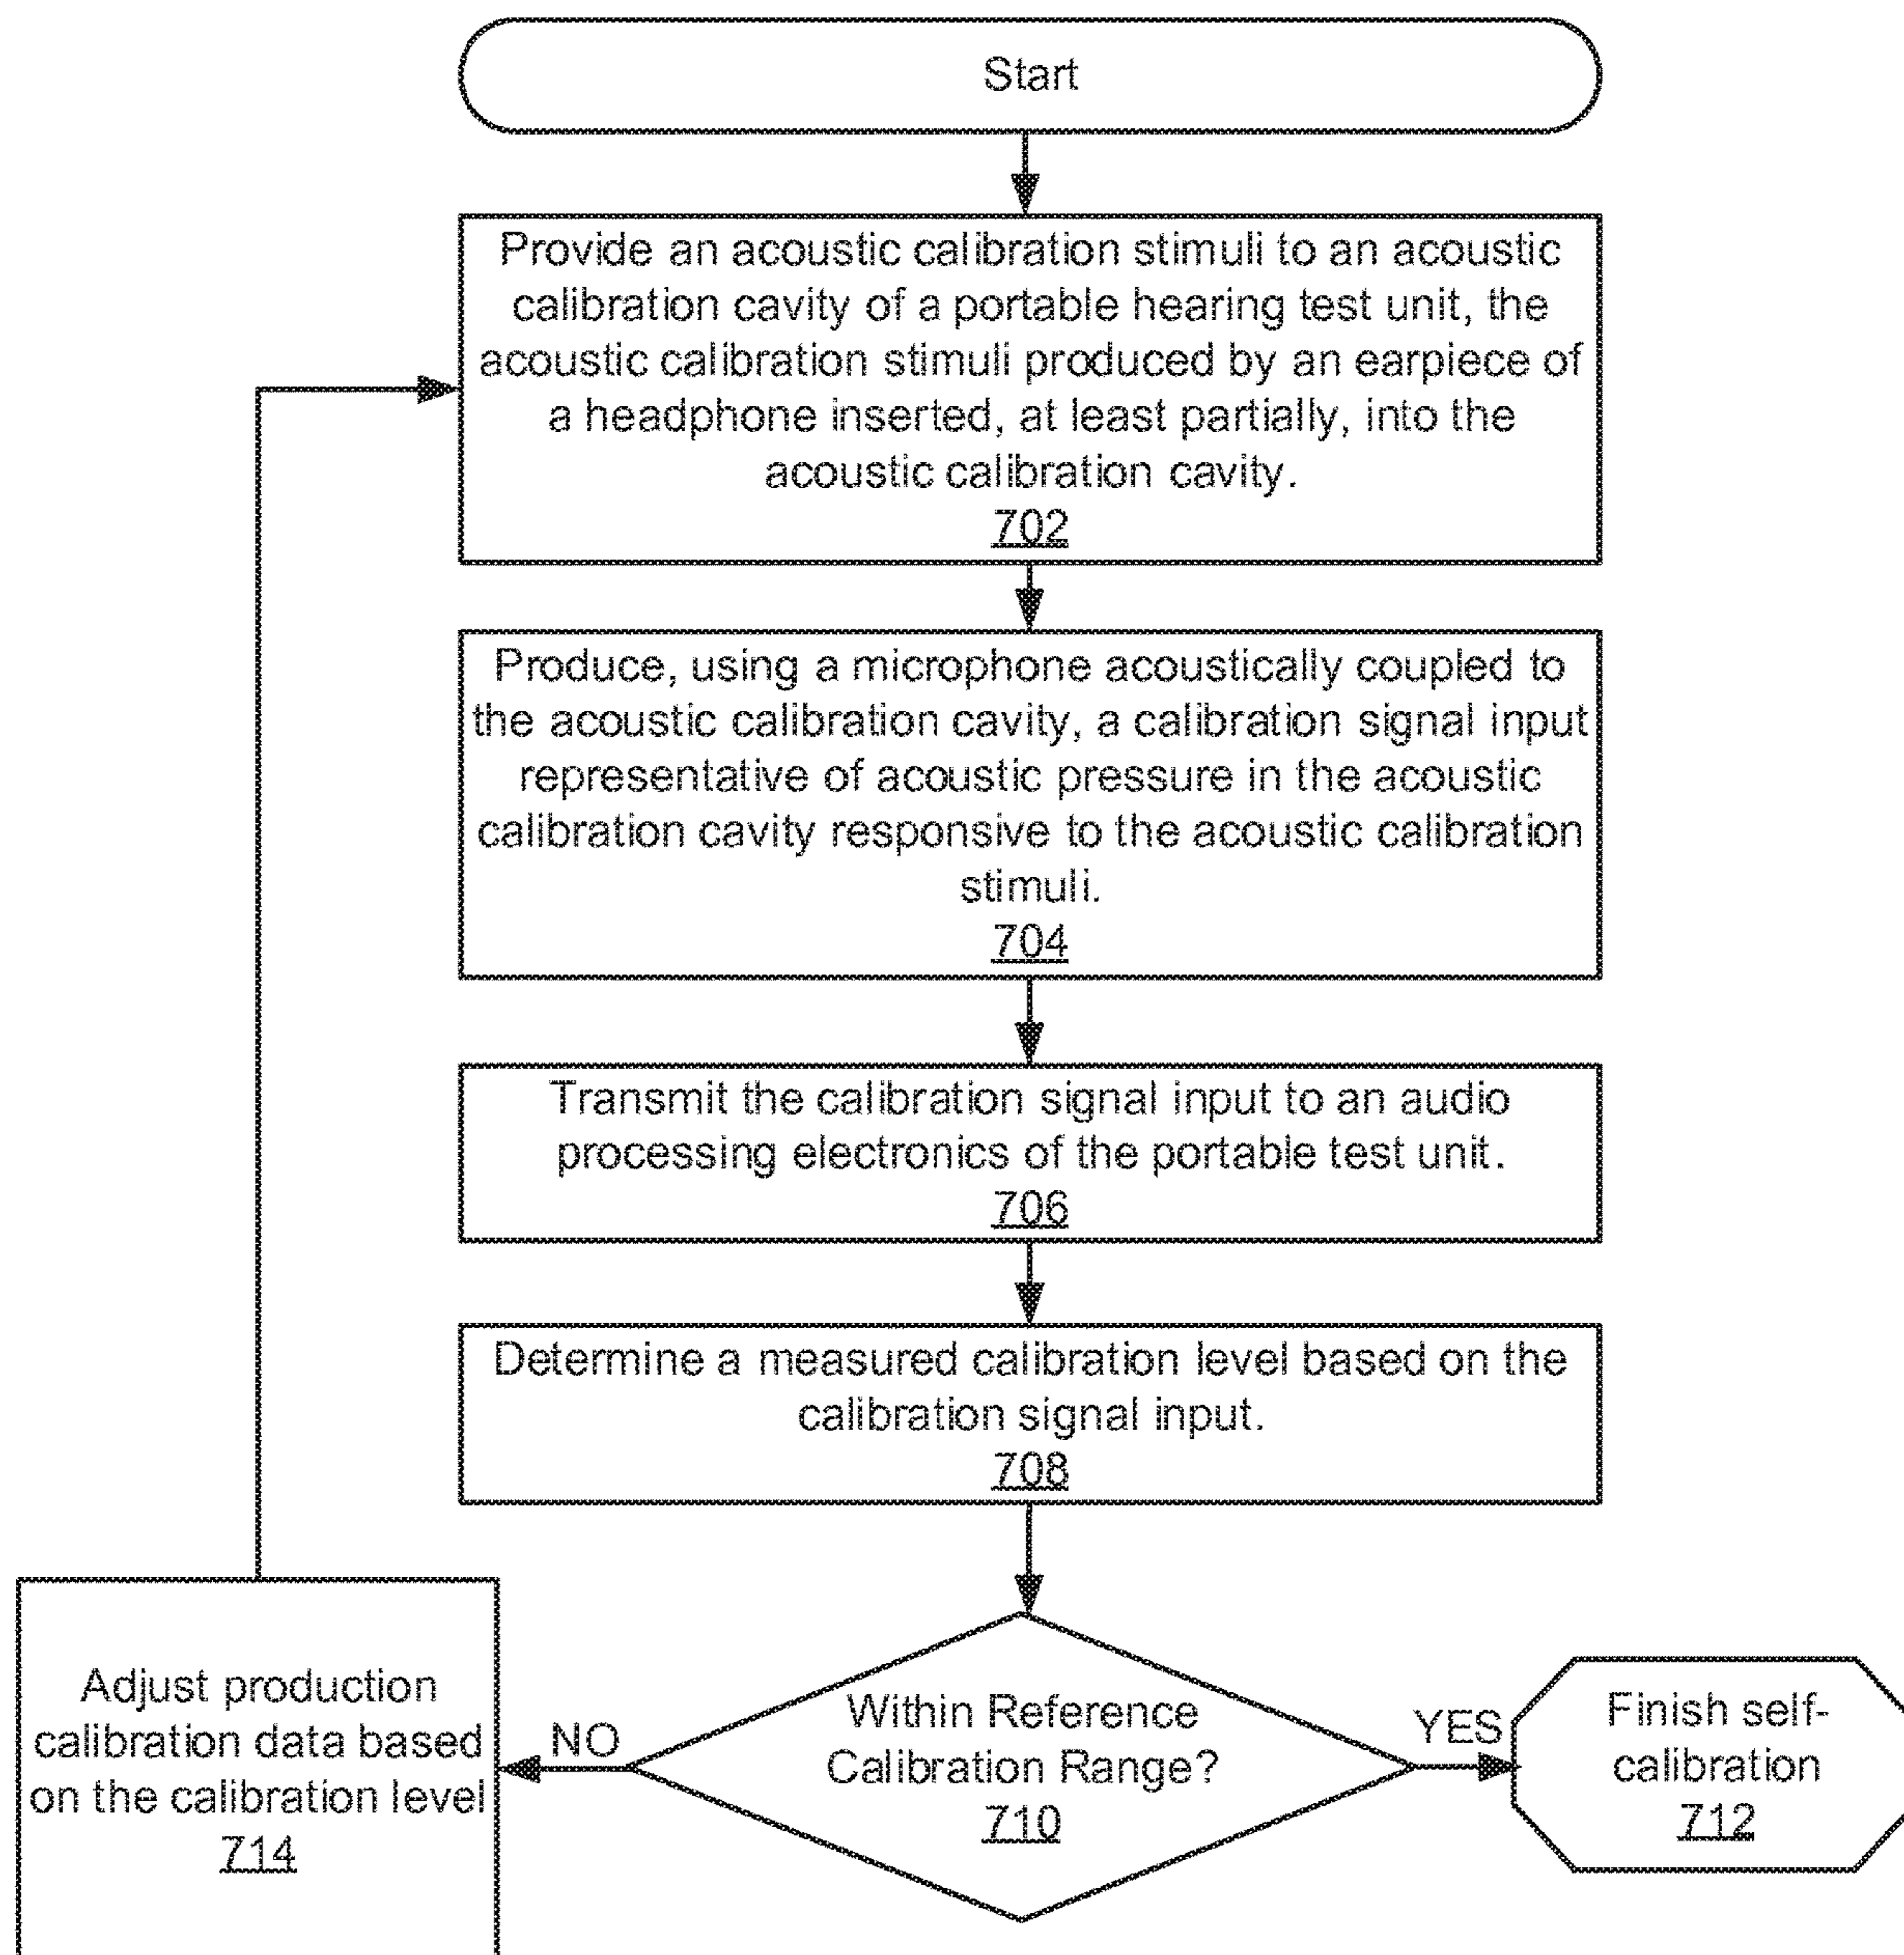 Start
Provide an acoustic calibration stimuli to an acoustic
calibration cavity of a portable hearing test unit, the
acoustic calibration stimuli produced by an earpiece of
a headphone inserted, at least partially, into the
acoustic calibration cavity.
702
Produce, using a microphone acoustically coupled to
the acoustic calibration cavity, a calibration signal input
representative of acoustic pressure in the acoustic
calibration cavity responsive to the acoustic calibration
stimuli.
704
Transmit the calibration signal input to an audio
processing electronics of the portable test unit.
706
Determine a measured calibration level based on the
calibration signal input.
708
Within Reference
Calibration Range?
710
YES
Finish self-
calibration
712
NO
Adjust production
calibration data based
on the calibration level
714